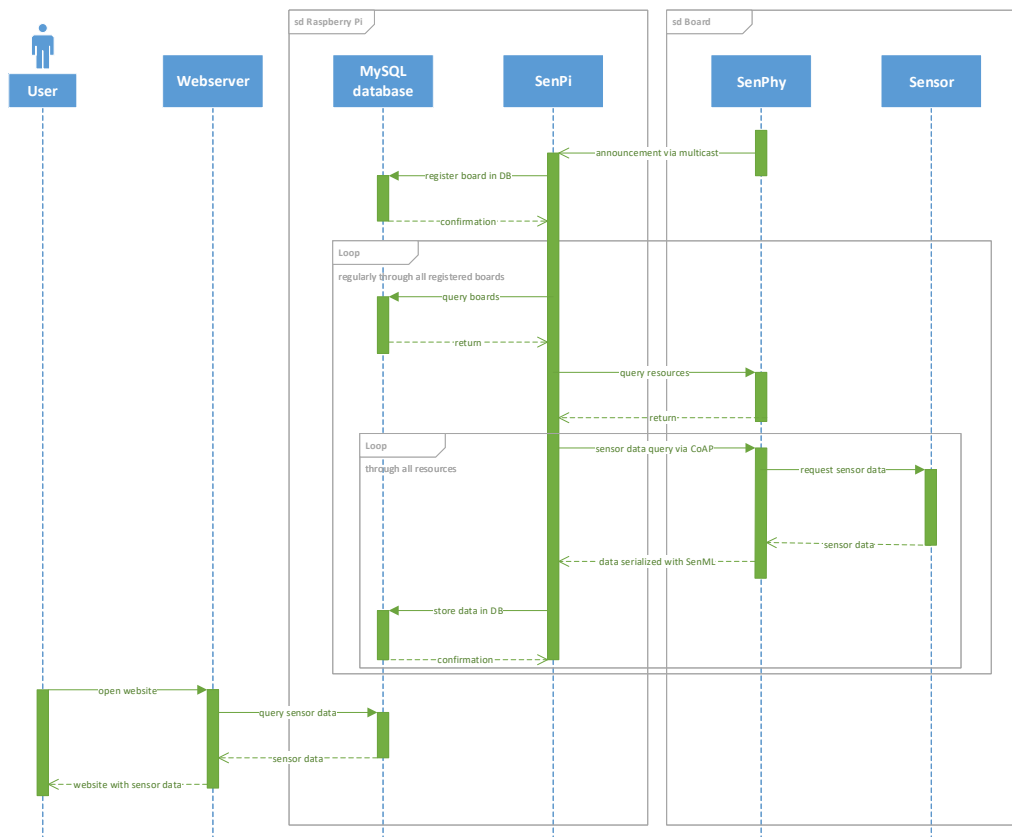 sd Raspberry Pi
sd Board
User
Webserver
MySQL
database
SenPi
SenPhy
Sensor
announcement via multicast
register board in DB
confirmation
Loop
regularly through all registered boards
query boards
return
query resources
return
Loop
through all resources
sensor data query via CoAP
request sensor data
sensor data
data serialized with SenML
store data in DB
confirmation
open website
query sensor data
sensor data
website with sensor data